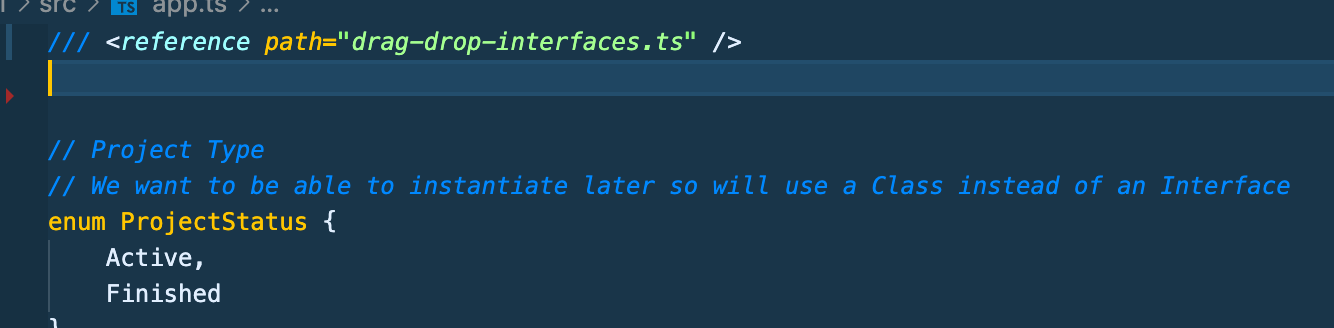 > src > TS app.ts > ...
/// <reference path="drag-drop-interfaces.ts" />
// Project Type
// We want to be able to instantiate later so will use a Class instead of an Interface
enum ProjectStatus {
Active,
Finished
}